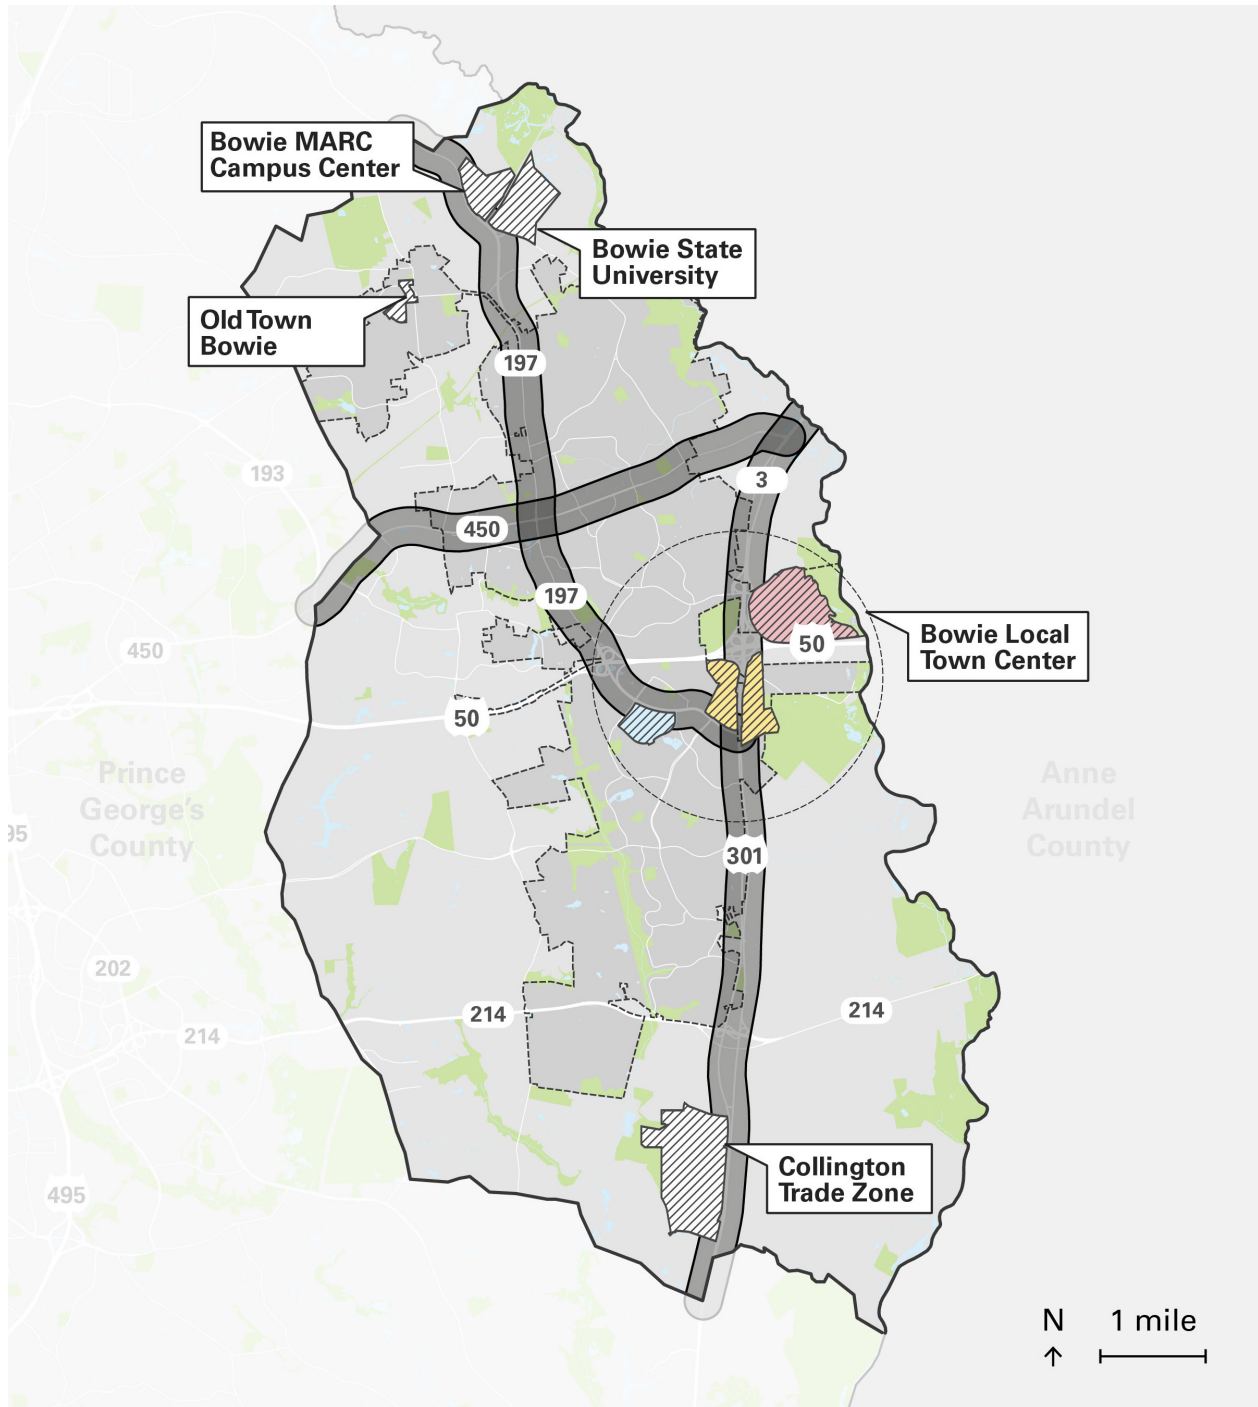 Bowie MARC
Campus Center
Bowie State
University
Old Town
Bowie
197
193
3
450
197
Bowie Local
Town Center
50
450
50
Prince
George's
County
Anne
Arundel
County
95
301
202
214
214
214
Collington
Trade Zone
495
N
1 mile